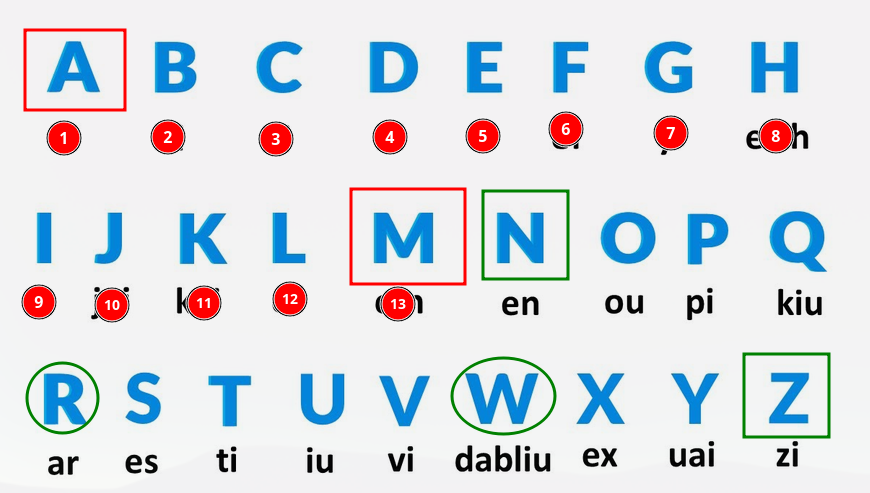 A B C D E F G H
1 2 3 4 5 6 7 8
I J K L M N O P Q
9 10 11 12 13 en ou pi kiu
R S T U V W X Y Z
ar es ti iu vi dabliu ex uai zi